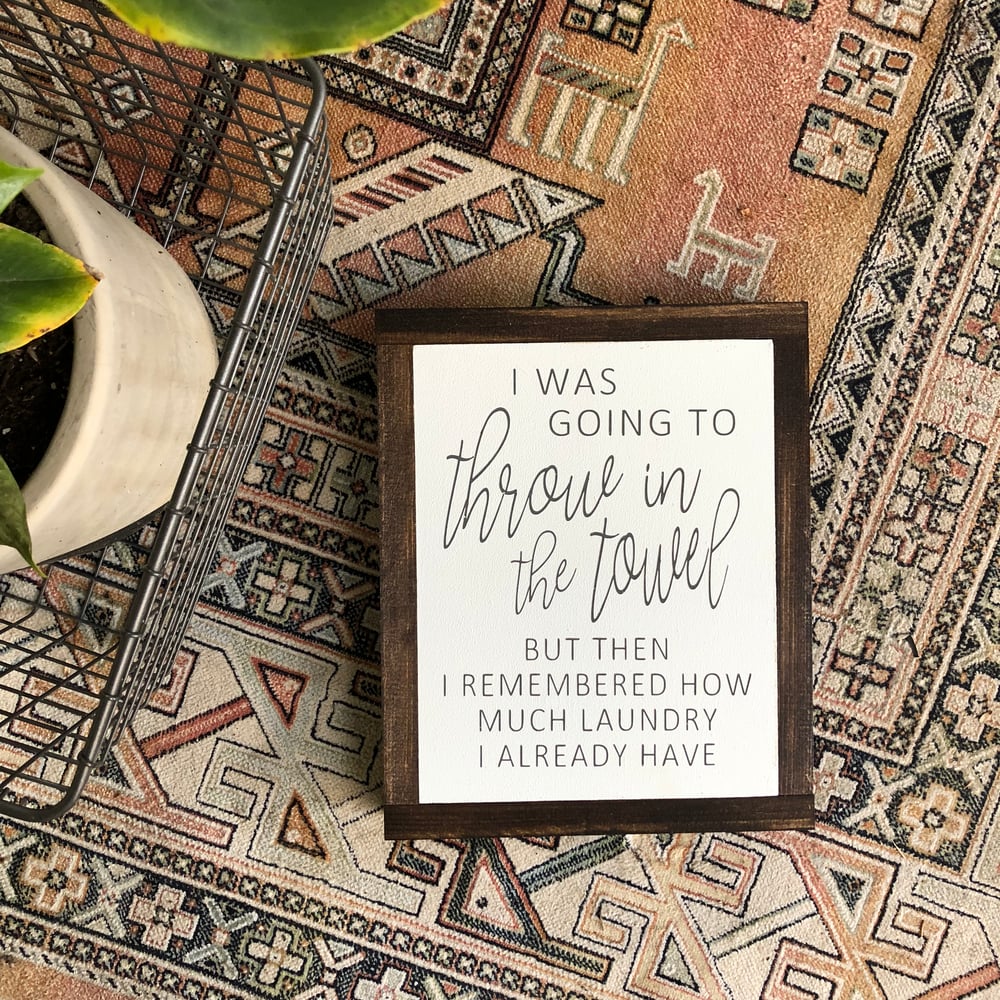 I WAS
GOING TO
throw in
the towel
BUT THEN
I REMEMBERED HOW
MUCH LAUNDRY
I ALREADY HAVE